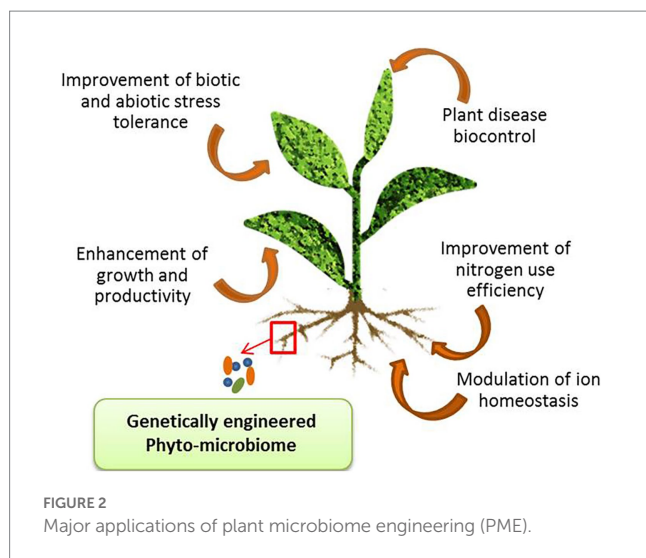 Improvement of biotic
and abiotic stress
tolerance
Plant disease
biocontrol
Enhancement of
growth and
productivity
Improvement of
nitrogen use
efficiency
Modulation of ion
homeostasis
Genetically engineered
Phyto-microbiome
FIGURE 2
Major applications of plant microbiome engineering (PME).